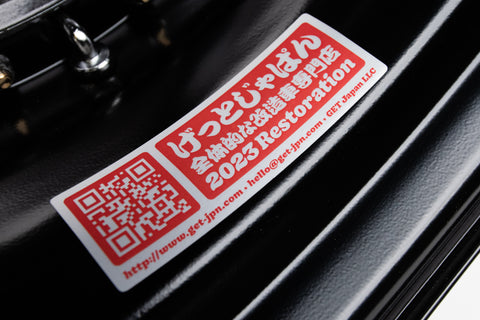 げっとじゃぱん
全体的な改造車専門店
2023 Restoration
http://www.get-jpn.com • hello@get-jpn.com • GET Japan LLC